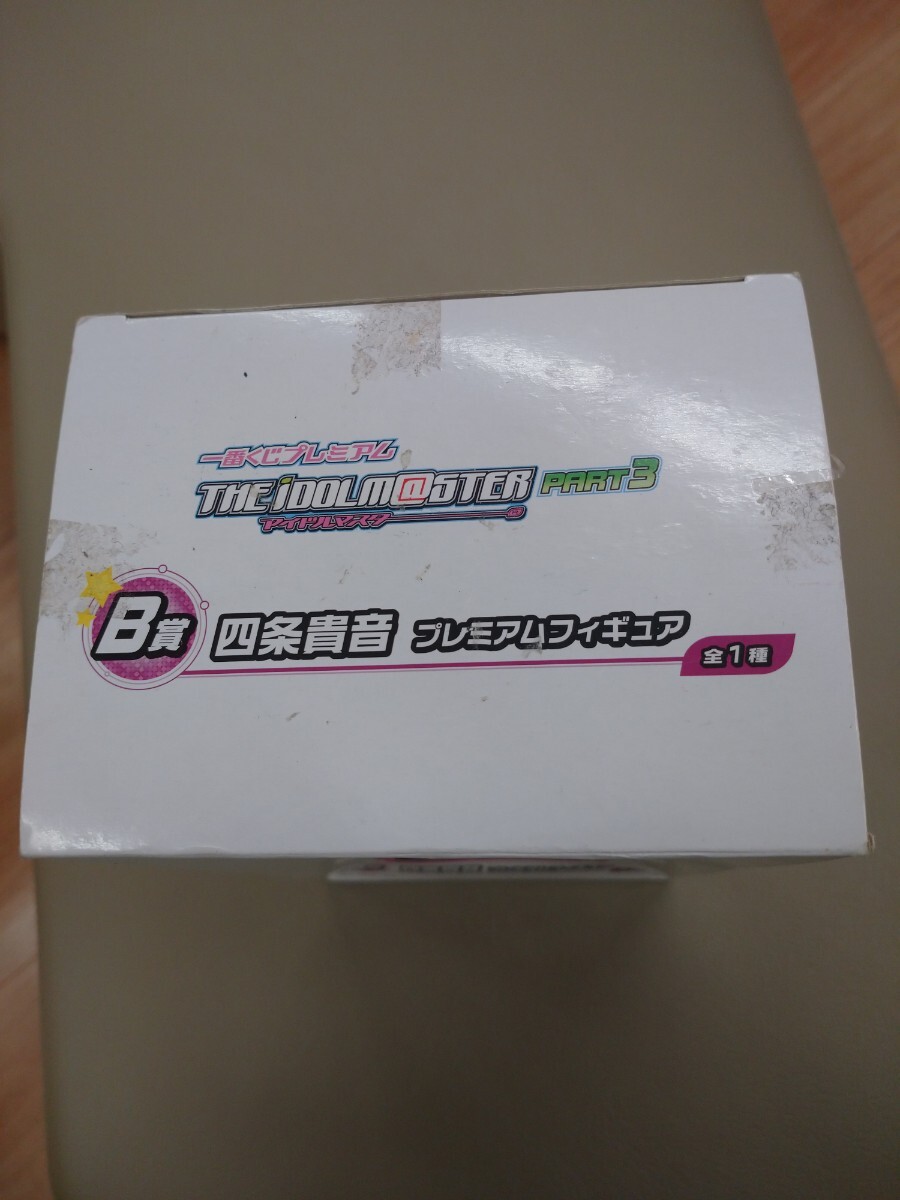 一番くじプレミアム
THE iDOLM@STER PART3
アイドルマスター
B賞 四条貴音 プレミアムフィギュア
全1種